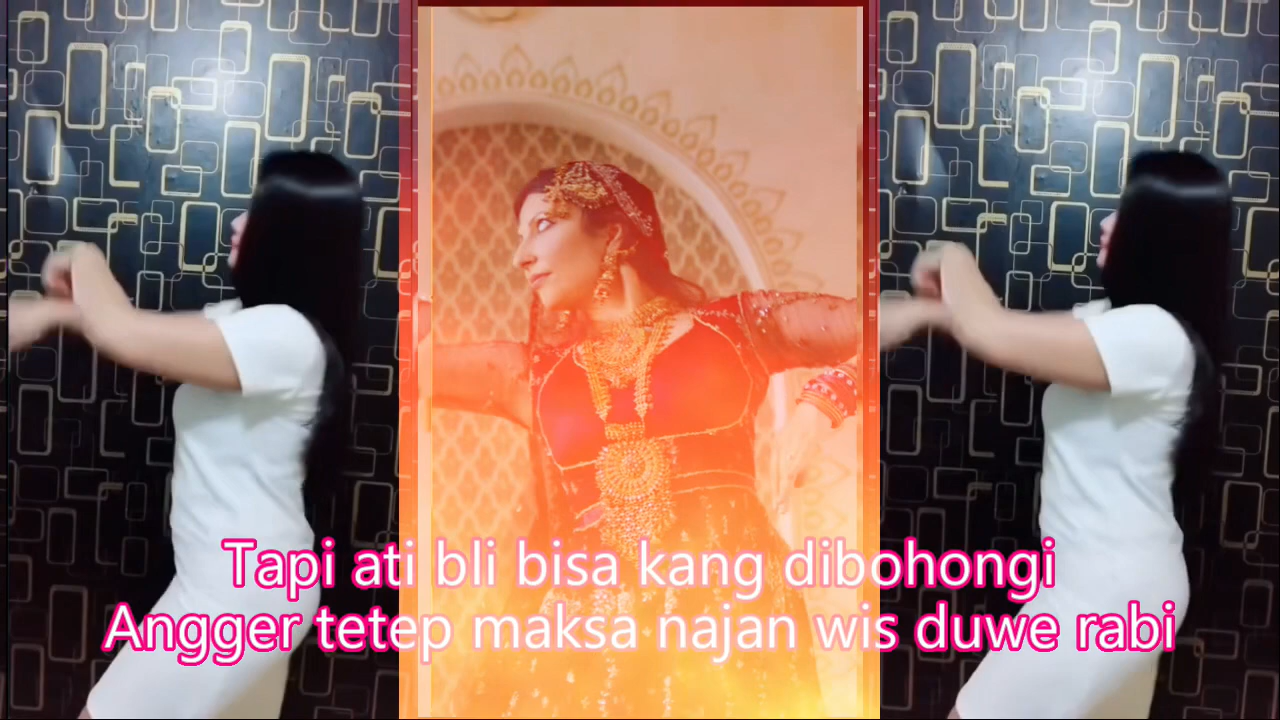 Tapi ati bli bisa kang dibohongi
Angger tetep maksa najan wis duwe rabi